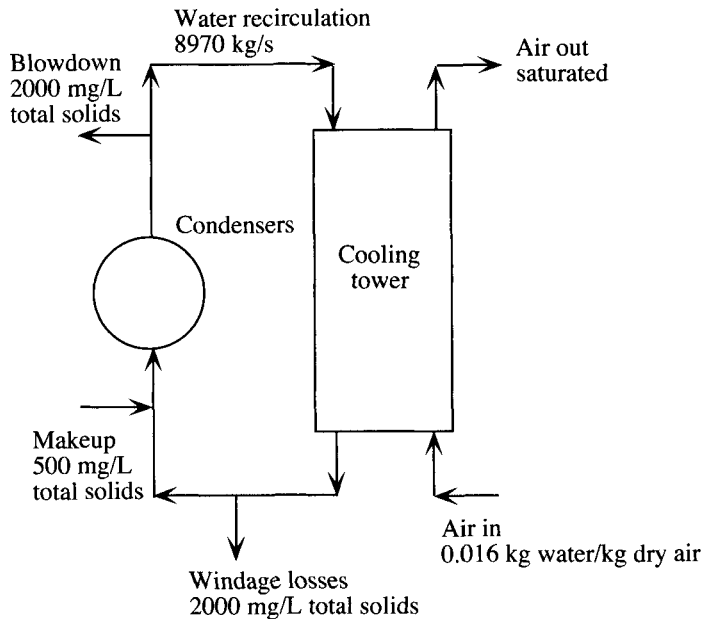 Water recirculation
8970 kg/s
Blowdown
2000 mg/L
total solids
Air out
saturated
Condensers
Cooling
tower
Makeup
500 mg/L
total solids
Air in
0.016 kg water/kg dry air
Windage losses
2000 mg/L total solids